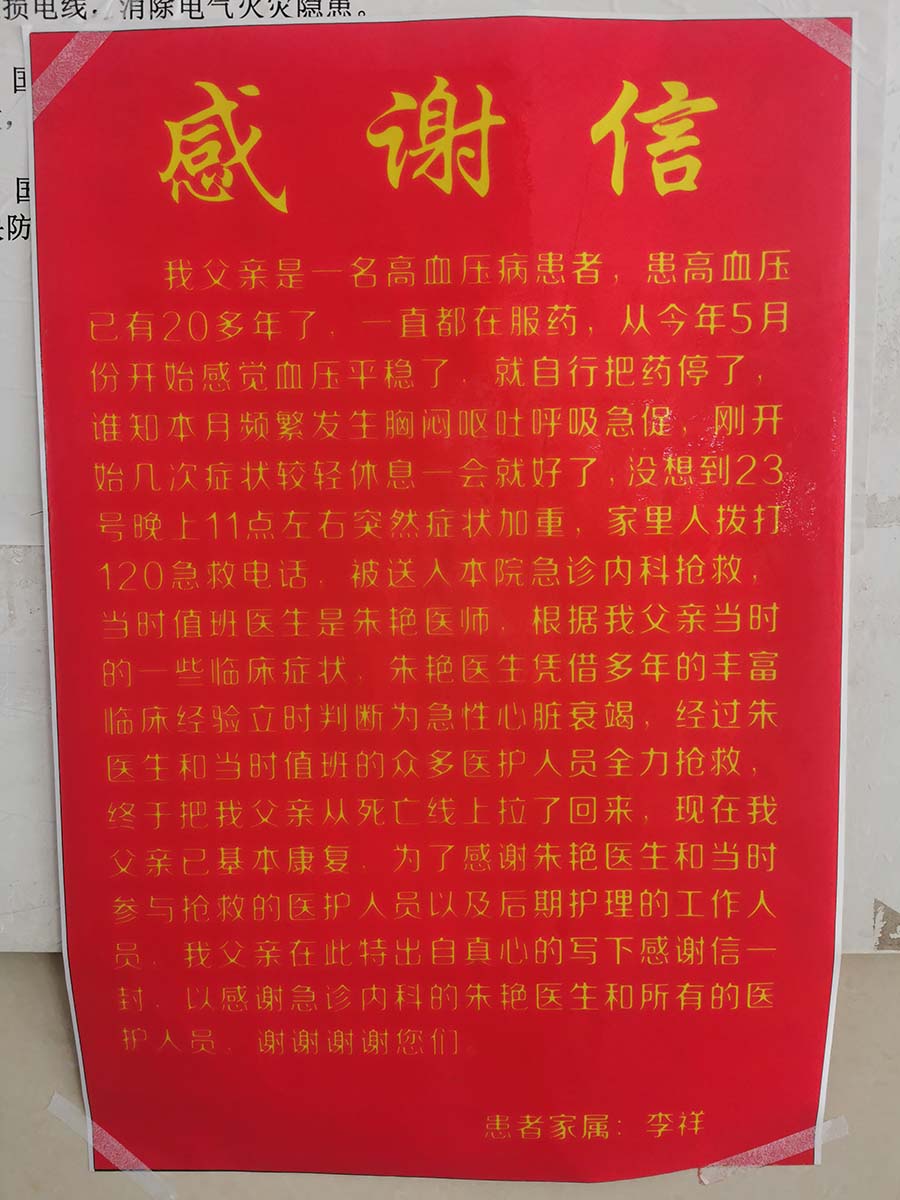 损电线，消除电气火灾隐患。
国
国
防
感谢信
我父亲是一名高血压病患者，患高血压
已有20多年了，一直都在服药，从今年5月
份开始感觉血压平稳了，就自行把药停了，
谁知本月频繁发生胸闷呕吐呼吸急促，刚开
始几次症状较轻休息一会就好了，没想到23
号晚上11点左右突然症状加重，家里人拨打
120急救电话，被送入本院急诊内科抢救，
当时值班医生是朱艳医师，根据我父亲当时
的一些临床症状，朱艳医生凭借多年的丰富
临床经验立时判断为急性心脏衰竭，经过朱
医生和当时值班的众多医护人员全力抢救，
终于把我父亲从死亡线上拉了回来，现在我
父亲已基本康复，为了感谢朱艳医生和当时
参与抢救的医护人员以及后期护理的工作人
员，我父亲在此特出自真心的写下感谢信一
封，以感谢急诊内科的朱艳医生和所有的医
护人员，谢谢谢谢您们
患者家属：李祥